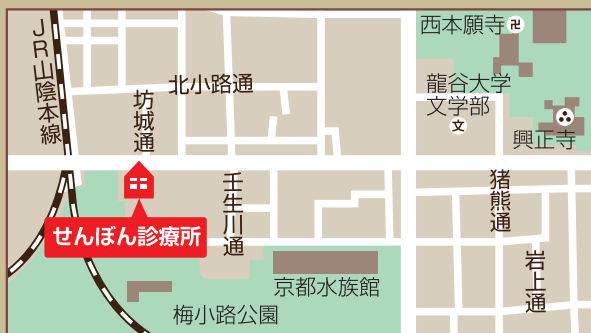 西本願寺
卍
JR山陰本線
北小路通
坊城通
龍谷大学
文学部
文
興正寺
壬生川通
猪熊通
せんぼん診療所
岩上通
京都水族館
梅小路公園